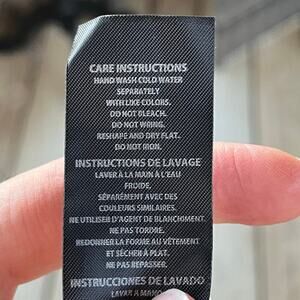 CARE INSTRUCTIONS
HAND WASH COLD WATER
SEPARATELY
WITH LIKE COLORS.
DO NOT BLEACH.
DO NOT WRING.
RESHAPE AND DRY FLAT.
DO NOT IRON.
INSTRUCTIONS DE LAVAGE
LAVER À LA MAIN À L'EAU
FROIDE.
SÉPARÉMENT AVEC DES
COULEURS SIMILAIRES.
NE UTILISER D'AGENT DE BLANCHIMENT.
NE PAS TORDRE.
REDONNER LA FORME AU VÊTEMENT
ET SÉCHER À PLAT.
NE PAS REPASSER.
INSTRUCCIONES DE LAVADO
LAVAR A MANO